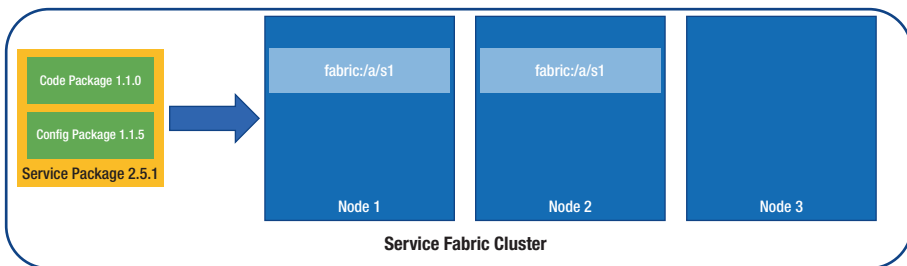 Code Package 1.1.0
Config Package 1.1.5
Service Package 2.5.1
fabric:/a/s1
Node 1
fabric:/a/s1
Node 2
Node 3
Service Fabric Cluster